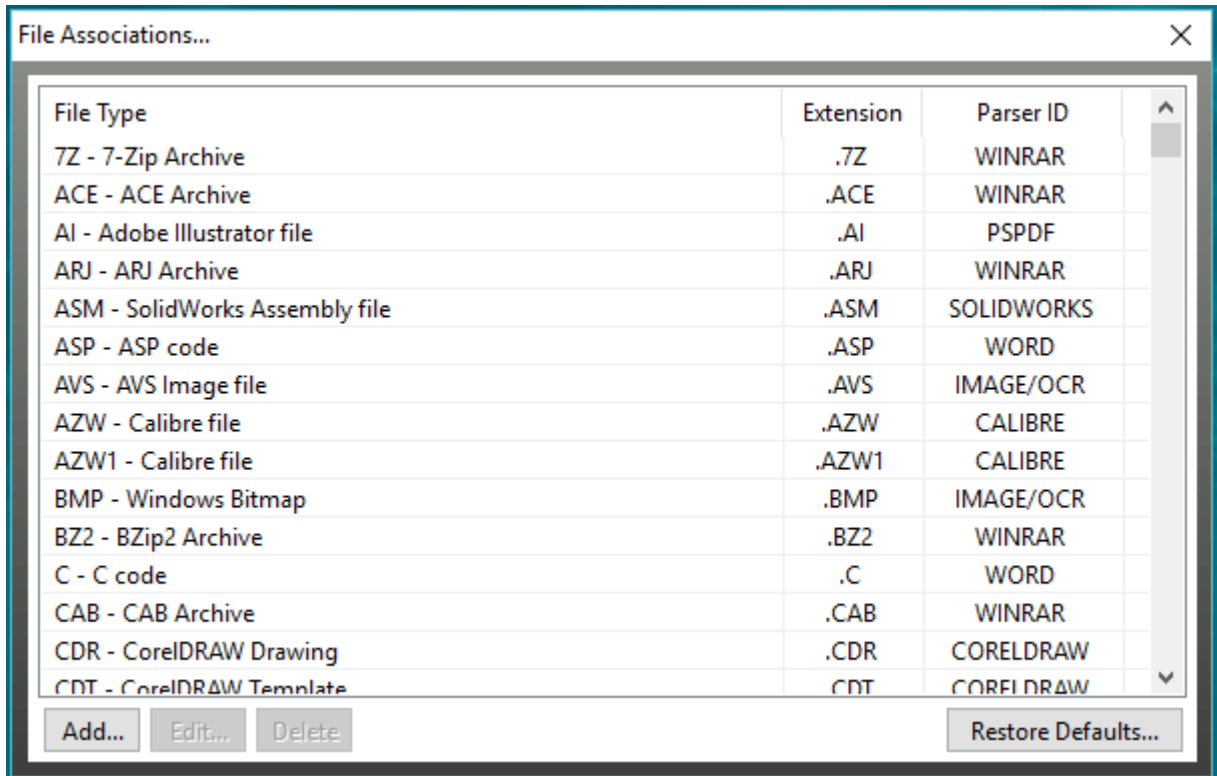 File Associations...
File Type Extension Parser ID
7Z - 7-Zip Archive .7Z WINRAR
ACE - ACE Archive .ACE WINRAR
AI - Adobe Illustrator file .AI PSPDF
ARJ - ARJ Archive .ARJ WINRAR
ASM - SolidWorks Assembly file .ASM SOLIDWORKS
ASP - ASP code .ASP WORD
AVS - AVS Image file .AVS IMAGE/OCR
AZW - Calibre file .AZW CALIBRE
AZW1 - Calibre file .AZW1 CALIBRE
BMP - Windows Bitmap .BMP IMAGE/OCR
BZ2 - BZip2 Archive .BZ2 WINRAR
C - C code .C WORD
CAB - CAB Archive .CAB WINRAR
CDR - CorelDRAW Drawing .CDR CORELDRAW
CDT - CorelDRAW Template .CDT CORELDRAW
Add... Edit... Delete Restore Defaults...